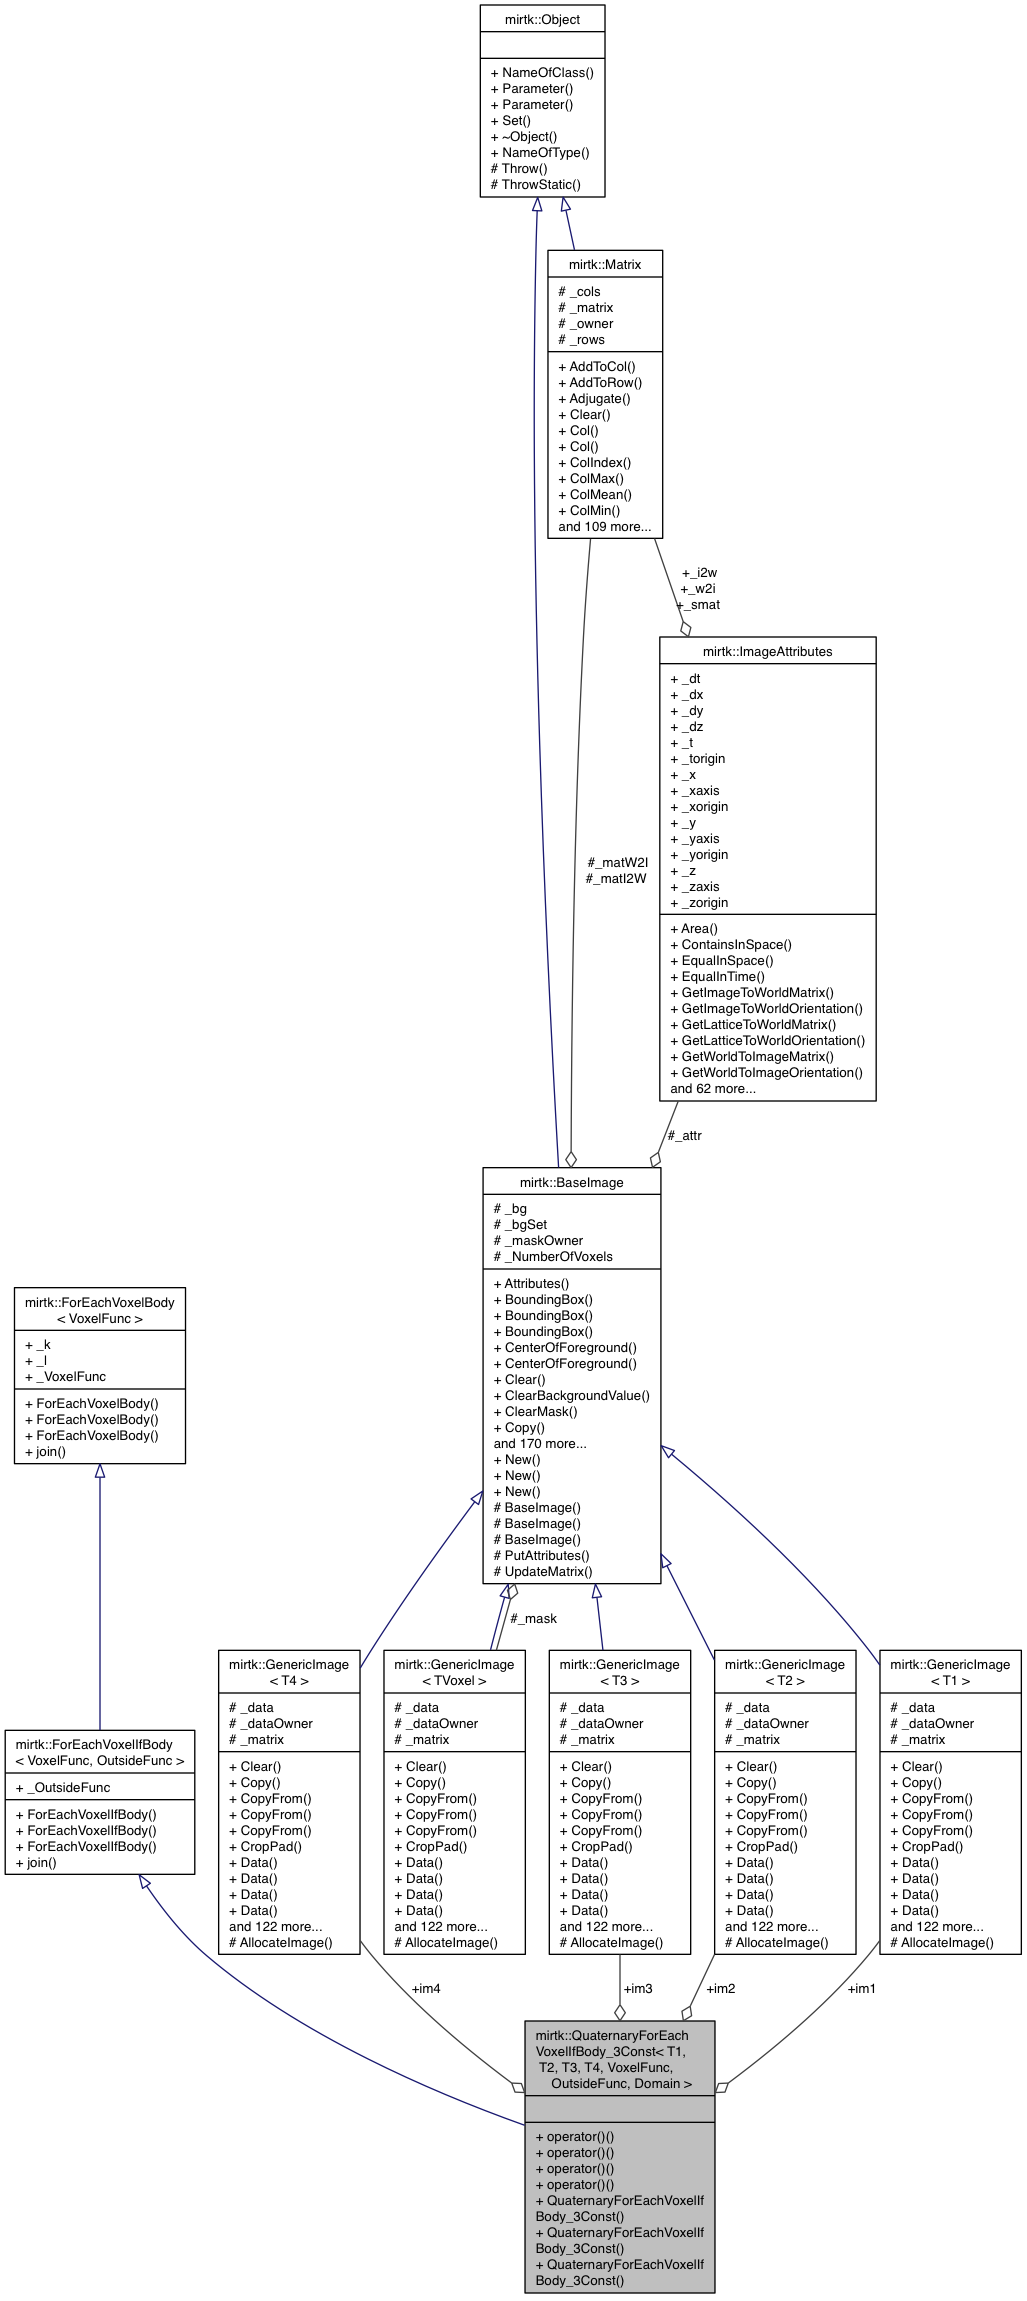 mirtk::Object
+ NameOfClass()
+ Parameter()
+ Parameter()
+ Set()
+ ~Object()
+ NameOfType()
# Throw()
# ThrowStatic()
mirtk::Matrix
# _cols
# _matrix
# _owner
# _rows
+ AddToCol()
+ AddToRow()
+ Adjugate()
+ Clear()
+ Col()
+ Col()
+ ColIndex()
+ ColMax()
+ ColMean()
+ ColMin()
and 109 more...
+_i2w
+_w2i
+_smat
mirtk::ImageAttributes
+ _dt
+ _dx
+ _dy
+ _dz
+ _t
+ _torigin
+ _x
+ _xaxis
+ _xorigin
+ _y
+ _yaxis
+ _yorigin
+ _z
+ _zaxis
+ _zorigin
+ Area()
+ ContainsInSpace()
+ EqualInSpace()
+ EqualInTime()
+ GetImageToWorldMatrix()
+ GetImageToWorldOrientation()
+ GetLatticeToWorldMatrix()
+ GetLatticeToWorldOrientation()
+ GetWorldToImageMatrix()
+ GetWorldToImageOrientation()
and 62 more...
#_matW2I
#_matI2W
#_attr
mirtk::BaseImage
# _bg
# _bgSet
# _maskOwner
# _NumberOfVoxels
+ Attributes()
+ BoundingBox()
+ BoundingBox()
+ BoundingBox()
+ CenterOfForeground()
+ CenterOfForeground()
+ Clear()
+ ClearBackgroundValue()
+ ClearMask()
+ Copy()
and 170 more...
+ New()
+ New()
+ New()
# BaseImage()
# BaseImage()
# BaseImage()
# PutAttributes()
# UpdateMatrix()
mirtk::ForEachVoxelBody
< VoxelFunc >
+ _k
+ _l
+ _VoxelFunc
+ ForEachVoxelBody()
+ ForEachVoxelBody()
+ ForEachVoxelBody()
+ join()
#_mask
mirtk::ForEachVoxelIfBody
< VoxelFunc, OutsideFunc >
+ _OutsideFunc
+ ForEachVoxelIfBody()
+ ForEachVoxelIfBody()
+ ForEachVoxelIfBody()
+ join()
mirtk::GenericImage
< T4 >
# _data
# _dataOwner
# _matrix
+ Clear()
+ Copy()
+ CopyFrom()
+ CopyFrom()
+ CopyFrom()
+ CropPad()
+ Data()
+ Data()
+ Data()
+ Data()
and 122 more...
# AllocateImage()
mirtk::GenericImage
< TVoxel >
# _data
# _dataOwner
# _matrix
+ Clear()
+ Copy()
+ CopyFrom()
+ CopyFrom()
+ CopyFrom()
+ CropPad()
+ Data()
+ Data()
+ Data()
+ Data()
and 122 more...
# AllocateImage()
mirtk::GenericImage
< T3 >
# _data
# _dataOwner
# _matrix
+ Clear()
+ Copy()
+ CopyFrom()
+ CopyFrom()
+ CopyFrom()
+ CropPad()
+ Data()
+ Data()
+ Data()
+ Data()
and 122 more...
# AllocateImage()
mirtk::GenericImage
< T2 >
# _data
# _dataOwner
# _matrix
+ Clear()
+ Copy()
+ CopyFrom()
+ CopyFrom()
+ CopyFrom()
+ CropPad()
+ Data()
+ Data()
+ Data()
+ Data()
and 122 more...
# AllocateImage()
mirtk::GenericImage
< T1 >
# _data
# _dataOwner
# _matrix
+ Clear()
+ Copy()
+ CopyFrom()
+ CopyFrom()
+ CopyFrom()
+ CropPad()
+ Data()
+ Data()
+ Data()
+ Data()
and 122 more...
# AllocateImage()
+im4
+im3
+im2
+im1
mirtk::QuaternaryForEach
VoxelIfBody_3Const< T1,
T2, T3, T4, VoxelFunc,
OutsideFunc, Domain >
+ operator()()
+ operator()()
+ operator()()
+ operator()()
+ QuaternaryForEachVoxelIf
Body_3Const()
+ QuaternaryForEachVoxelIf
Body_3Const()
+ QuaternaryForEachVoxelIf
Body_3Const()